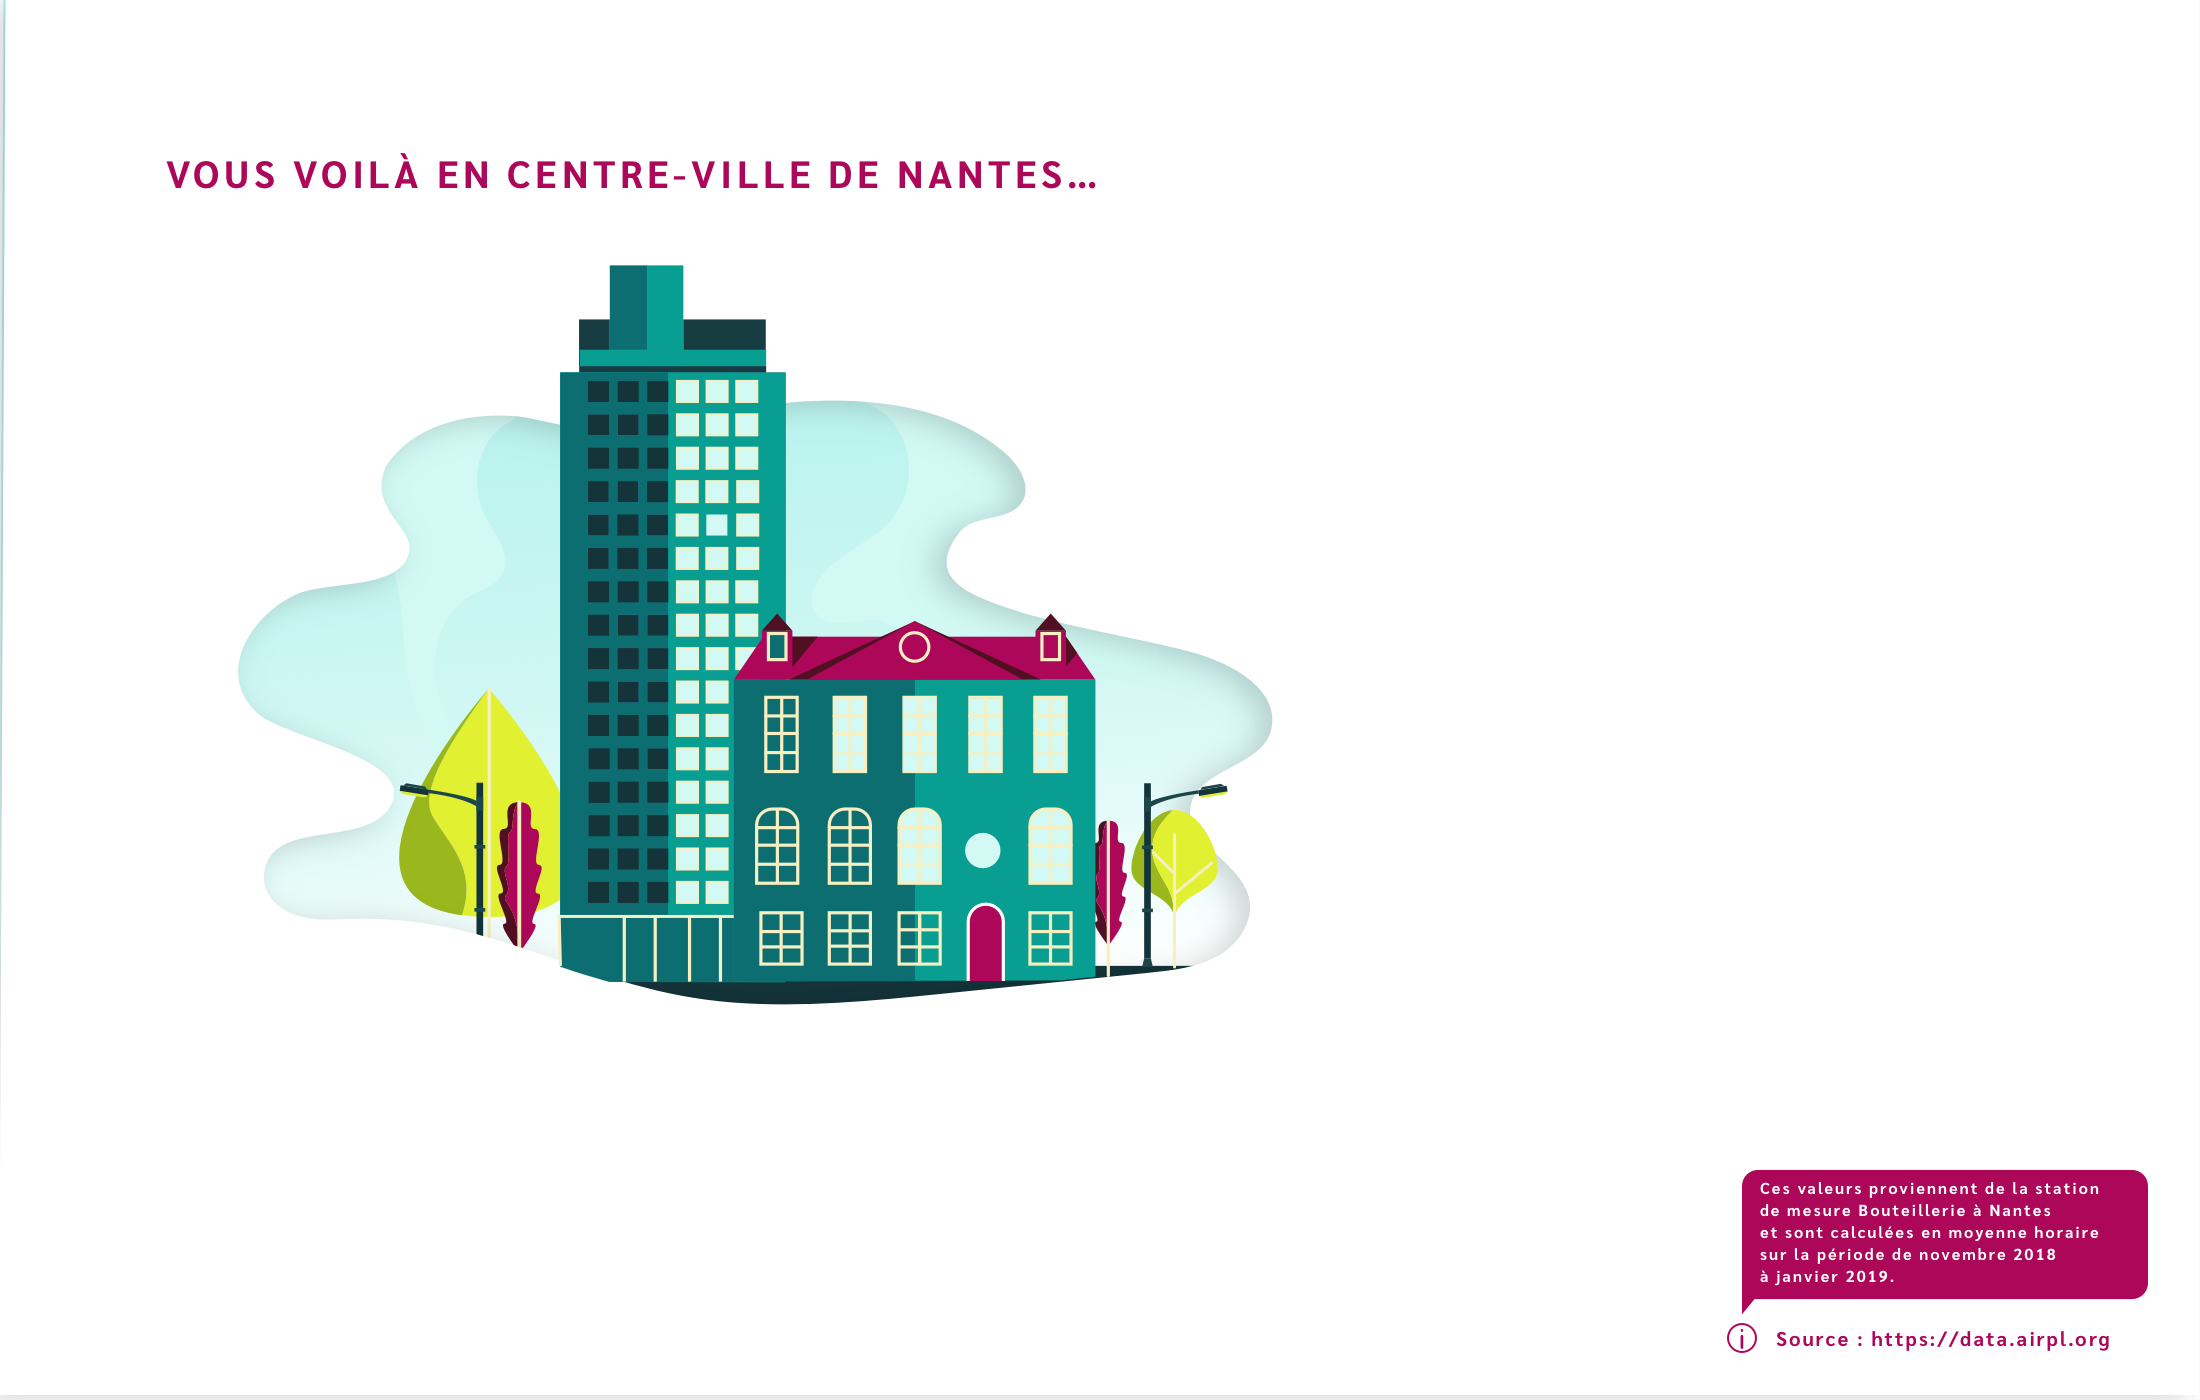 VOUS VOILÀ EN CENTRE-VILLE DE NANTES...
Ces valeurs proviennent de la station
de mesure Bouteillerie à Nantes
et sont calculées en moyenne horaire
sur la période de novembre 2018
à janvier 2019.
Source : https://data.airpl.org